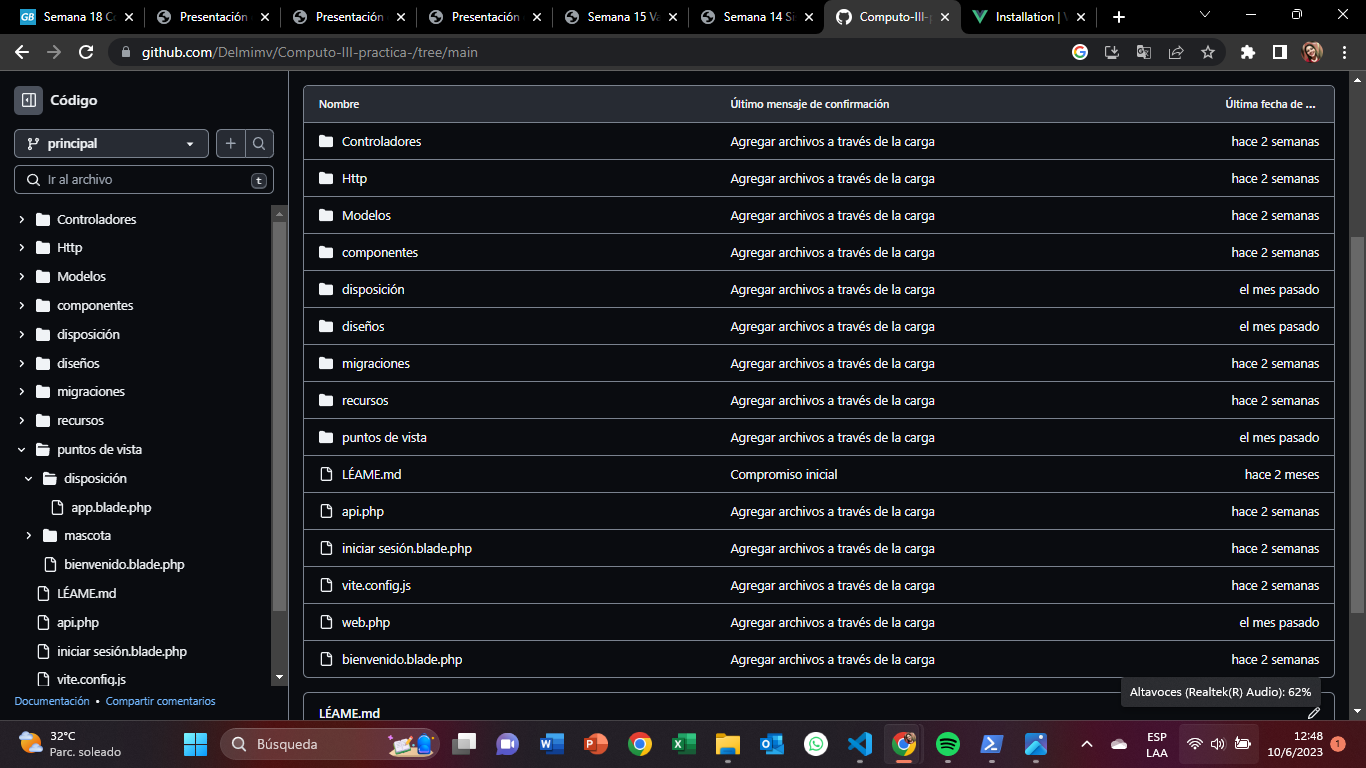 Semana 18 C
Presentación
Presentación
Presentación
Semana 15 Va
Semana 14 Si
Computo-III-p
Installation | V
github.com/Delmimv/Computo-III-practica-/tree/main
Código
principal
Ir al archivo
t
Controladores
Http
Modelos
componentes
disposición
diseños
migraciones
recursos
puntos de vista
disposición
app.blade.php
mascota
bienvenido.blade.php
LÉAME.md
api.php
iniciar sesión.blade.php
vite.config.js
Documentación • Compartir comentarios
Nombre Último mensaje de confirmación Última fecha de ...
Controladores Agregar archivos a través de la carga hace 2 semanas
Http Agregar archivos a través de la carga hace 2 semanas
Modelos Agregar archivos a través de la carga hace 2 semanas
componentes Agregar archivos a través de la carga hace 2 semanas
disposición Agregar archivos a través de la carga el mes pasado
diseños Agregar archivos a través de la carga el mes pasado
migraciones Agregar archivos a través de la carga hace 2 semanas
recursos Agregar archivos a través de la carga hace 2 semanas
puntos de vista Agregar archivos a través de la carga el mes pasado
LÉAME.md Compromiso inicial hace 2 meses
api.php Agregar archivos a través de la carga hace 2 semanas
iniciar sesión.blade.php Agregar archivos a través de la carga hace 2 semanas
vite.config.js Agregar archivos a través de la carga hace 2 semanas
web.php Agregar archivos a través de la carga el mes pasado
bienvenido.blade.php Agregar archivos a través de la carga hace 2 semanas
Altavoces (Realtek(R) Audio): 62%
LÉAME.md
32°C
Parc. soleado
Búsqueda
ESP
LAA
12:48
10/6/2023
1